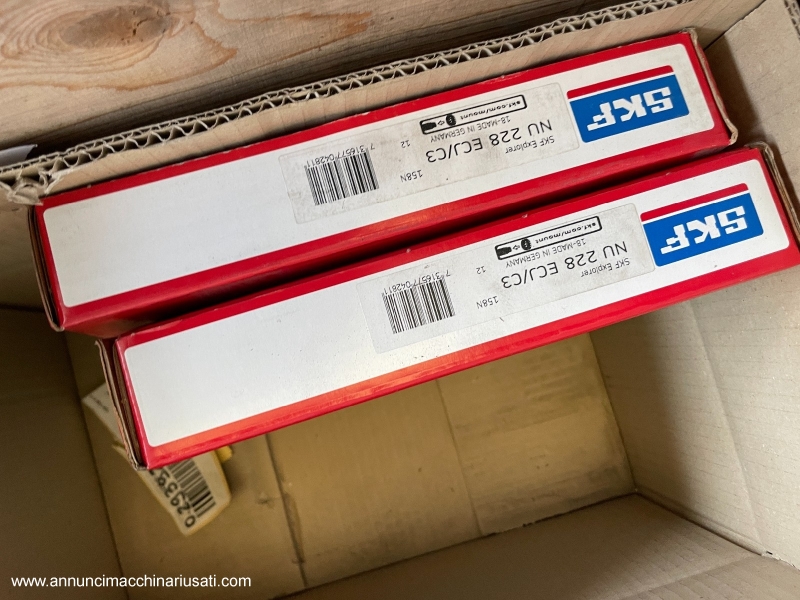 SKF
SKF Explorer
NU 228 ECJ/C3
18-MADE IN GERMANY
skf.com/mount
12
158N
7316577042811
SKF
SKF Explorer
NU 228 ECJ/C3
18-MADE IN GERMANY
skf.com/mount
12
158N
7316577042811
www.annuncimacchinariusati.com